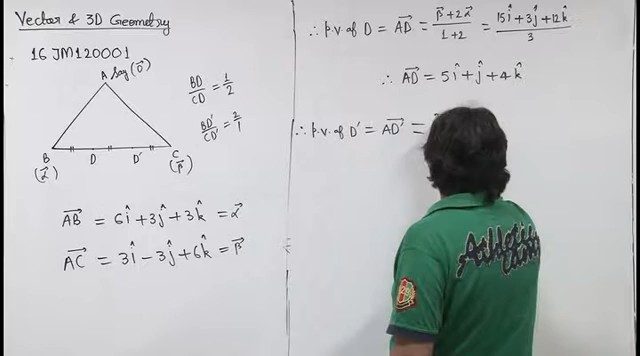 Vector & 3D Geometry
16 JM120001
A Say (0⃗)
BD/CD = 1/2
BD'/CD' = 2/1
B D D' C
(α⃗) (β⃗)
AB⃗ = 6î + 3ĵ + 3k̂ = α⃗
AC⃗ = 3î - 3ĵ + 6k̂ = β⃗
∴ p.v of D = AD⃗ = (β⃗ + 2α⃗)/(1+2) = (15î + 3ĵ + 12k̂)/3
∴ AD⃗ = 5î + ĵ + 4k̂
∴ p.v of D' = AD'⃗ =
Athletic